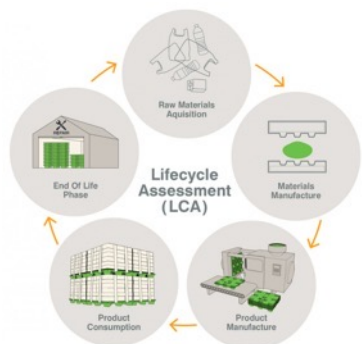 Raw Materials
Aquisition
Materials
Manufacture
Product
Manufacture
Product
Consumption
End Of Life
Phase
Lifecycle
Assessment
(LCA)